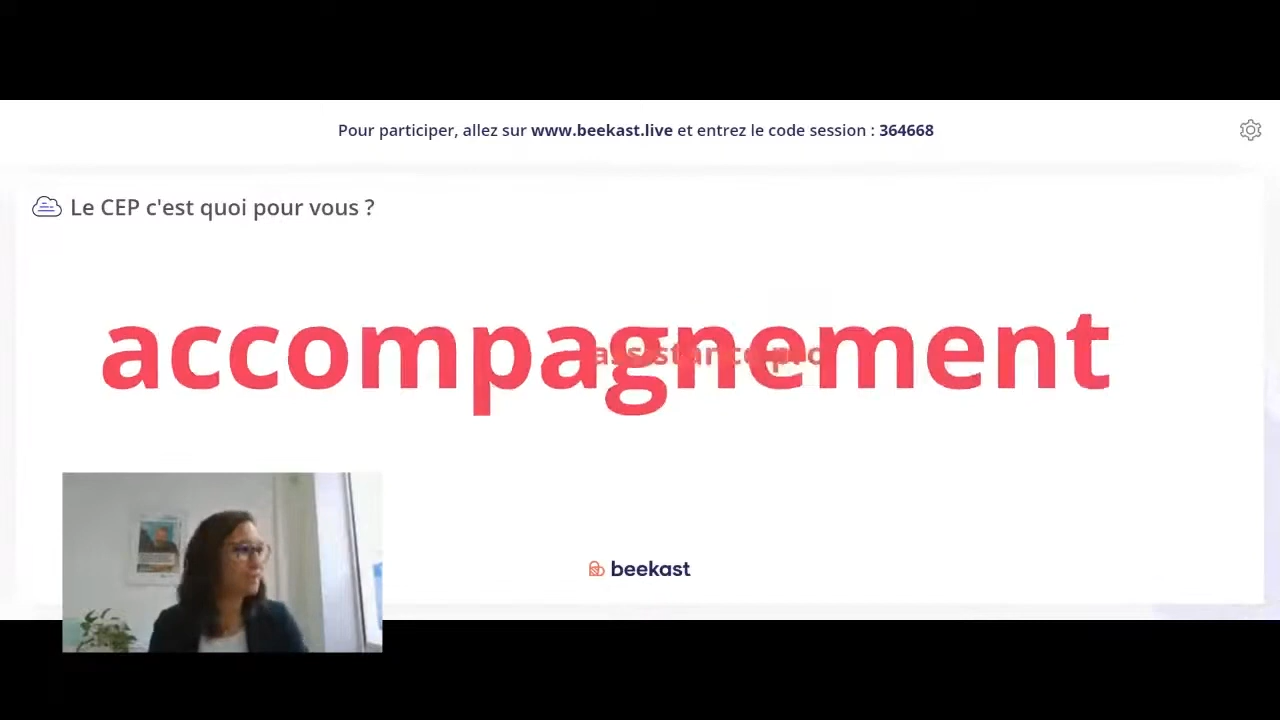 Pour participer, allez sur www.beekast.live et entrez le code session : 364668
Le CEP c'est quoi pour vous ?
accompagnement
beekast